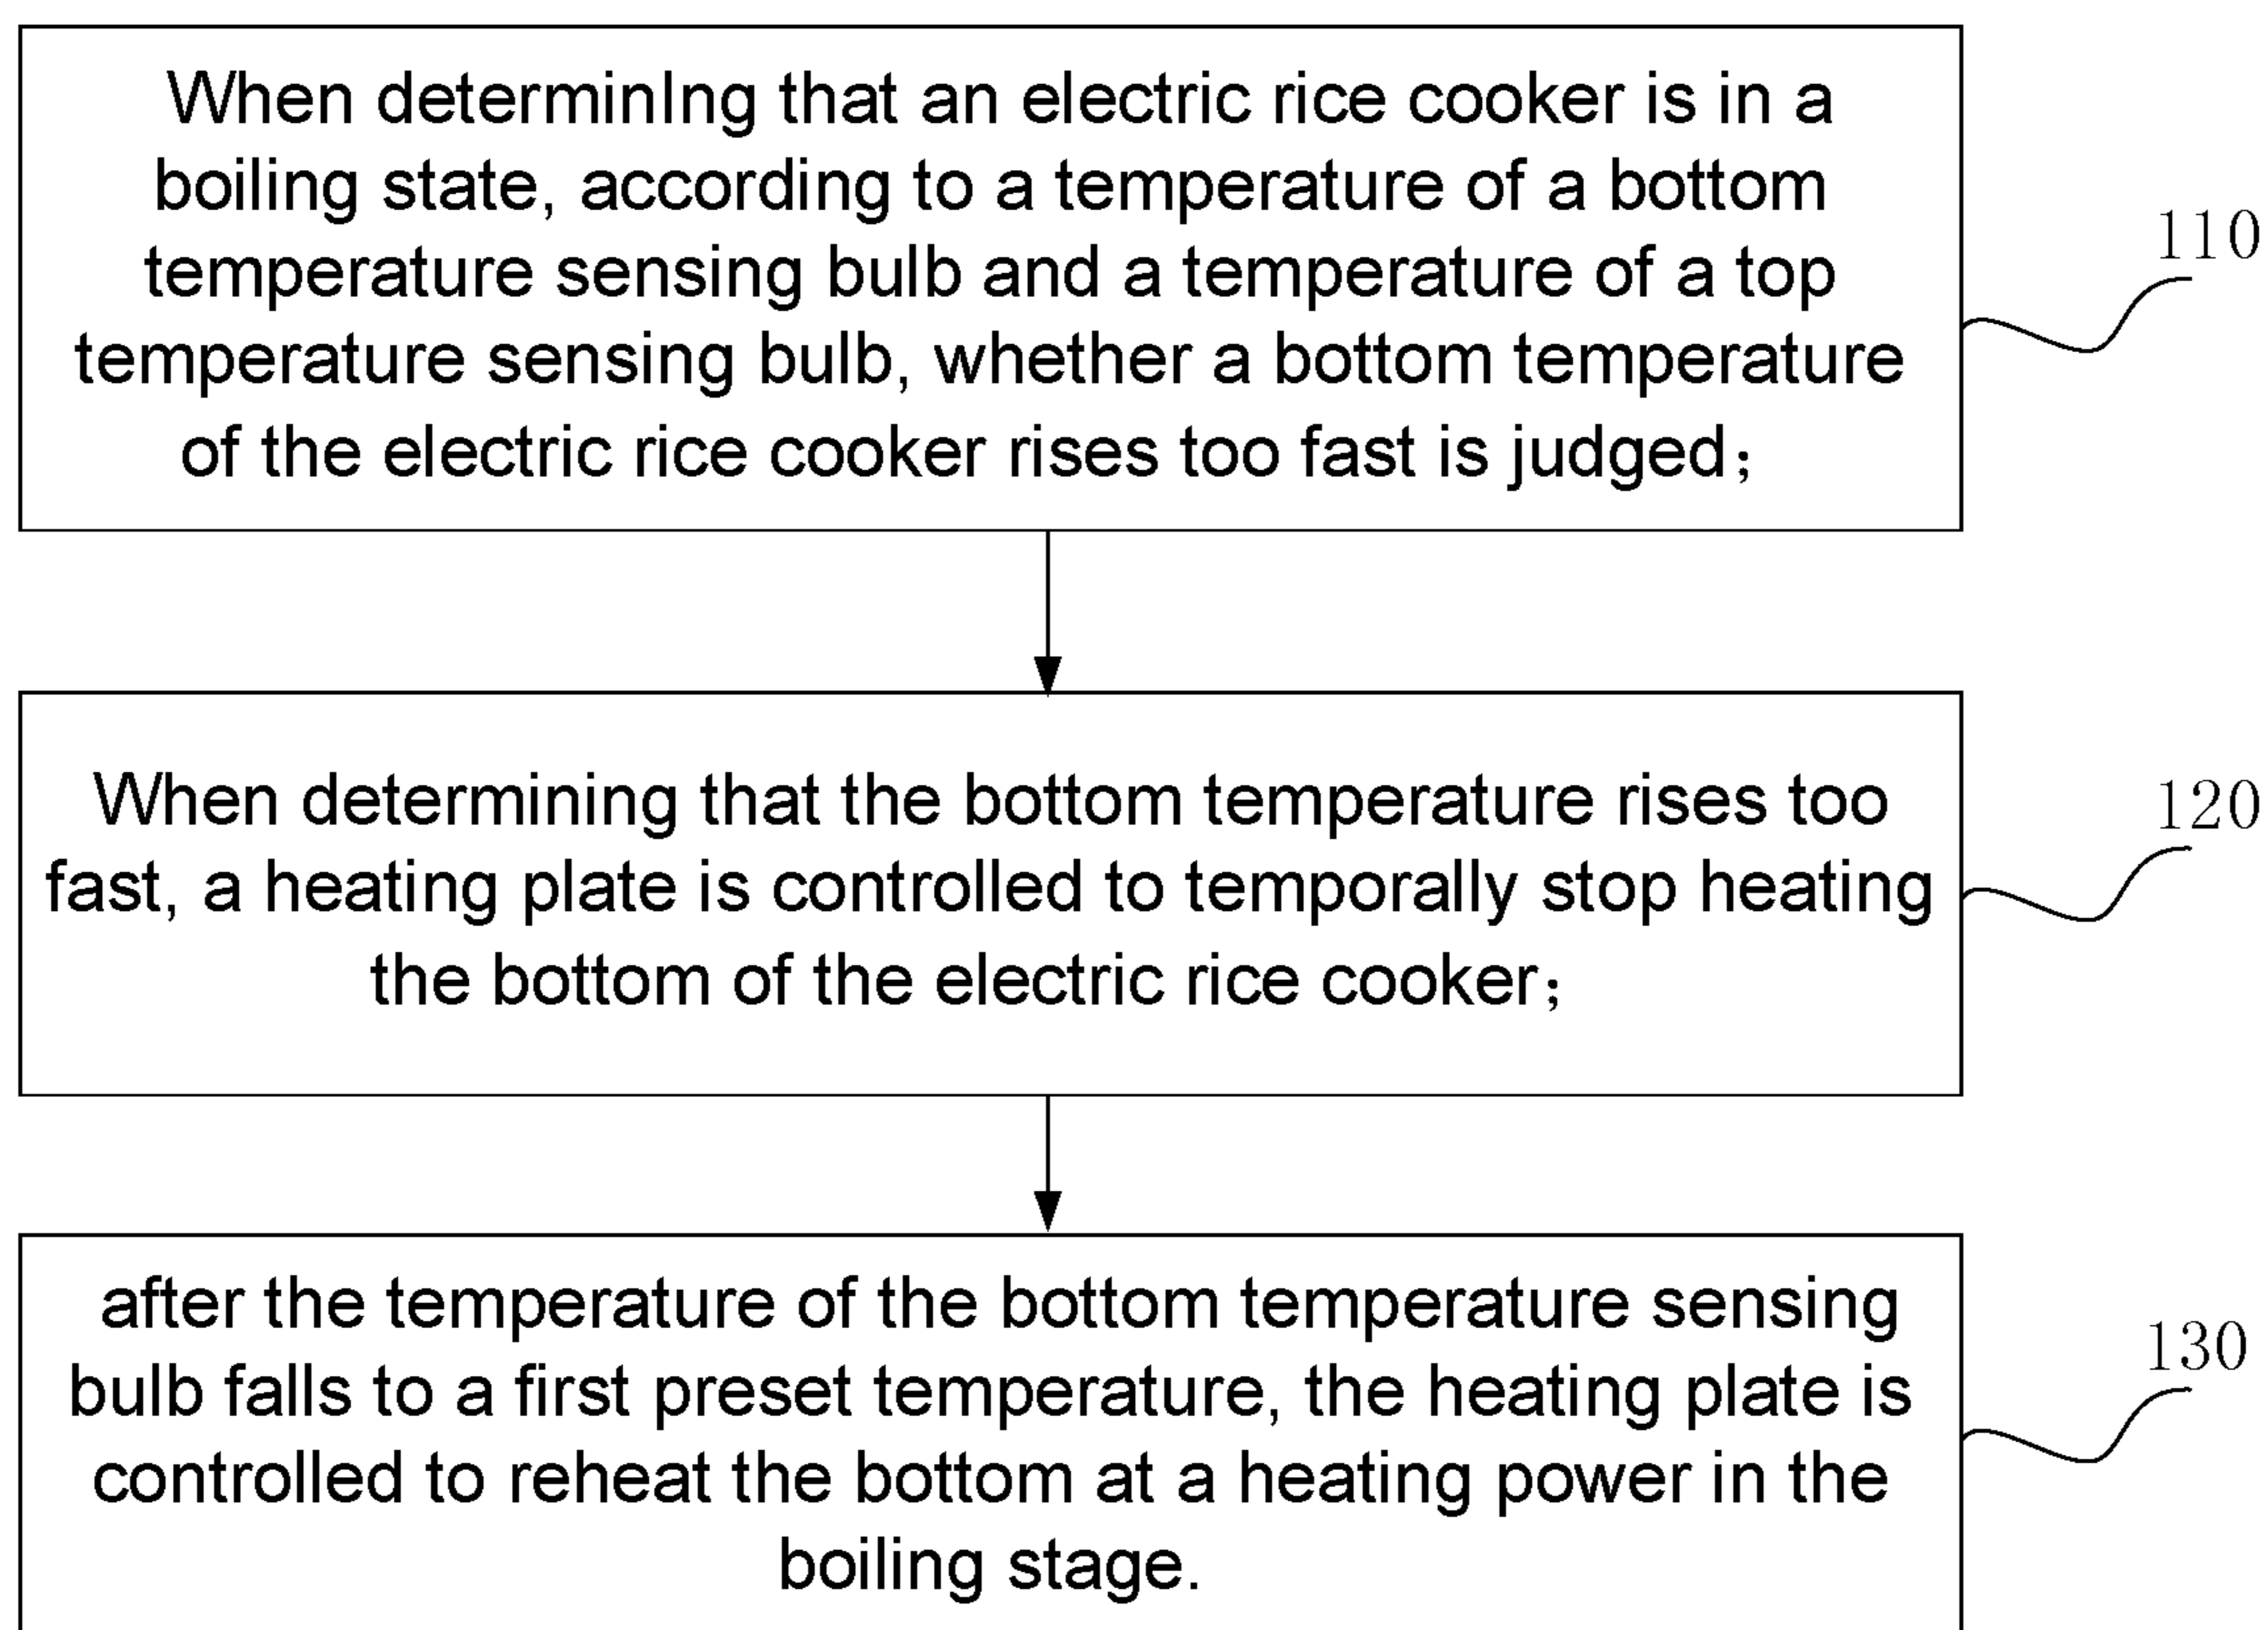 When determinIng that an electric rice cooker is in a
boiling state, according to a temperature of a bottom
temperature sensing bulb and a temperature of a top
temperature sensing bulb, whether a bottom temperature
of the electric rice cooker rises too fast is judged;
110
When determining that the bottom temperature rises too
fast, a heating plate is controlled to temporally stop heating
the bottom of the electric rice cooker;
120
after the temperature of the bottom temperature sensing
bulb falls to a first preset temperature, the heating plate is
controlled to reheat the bottom at a heating power in the
boiling stage.
130